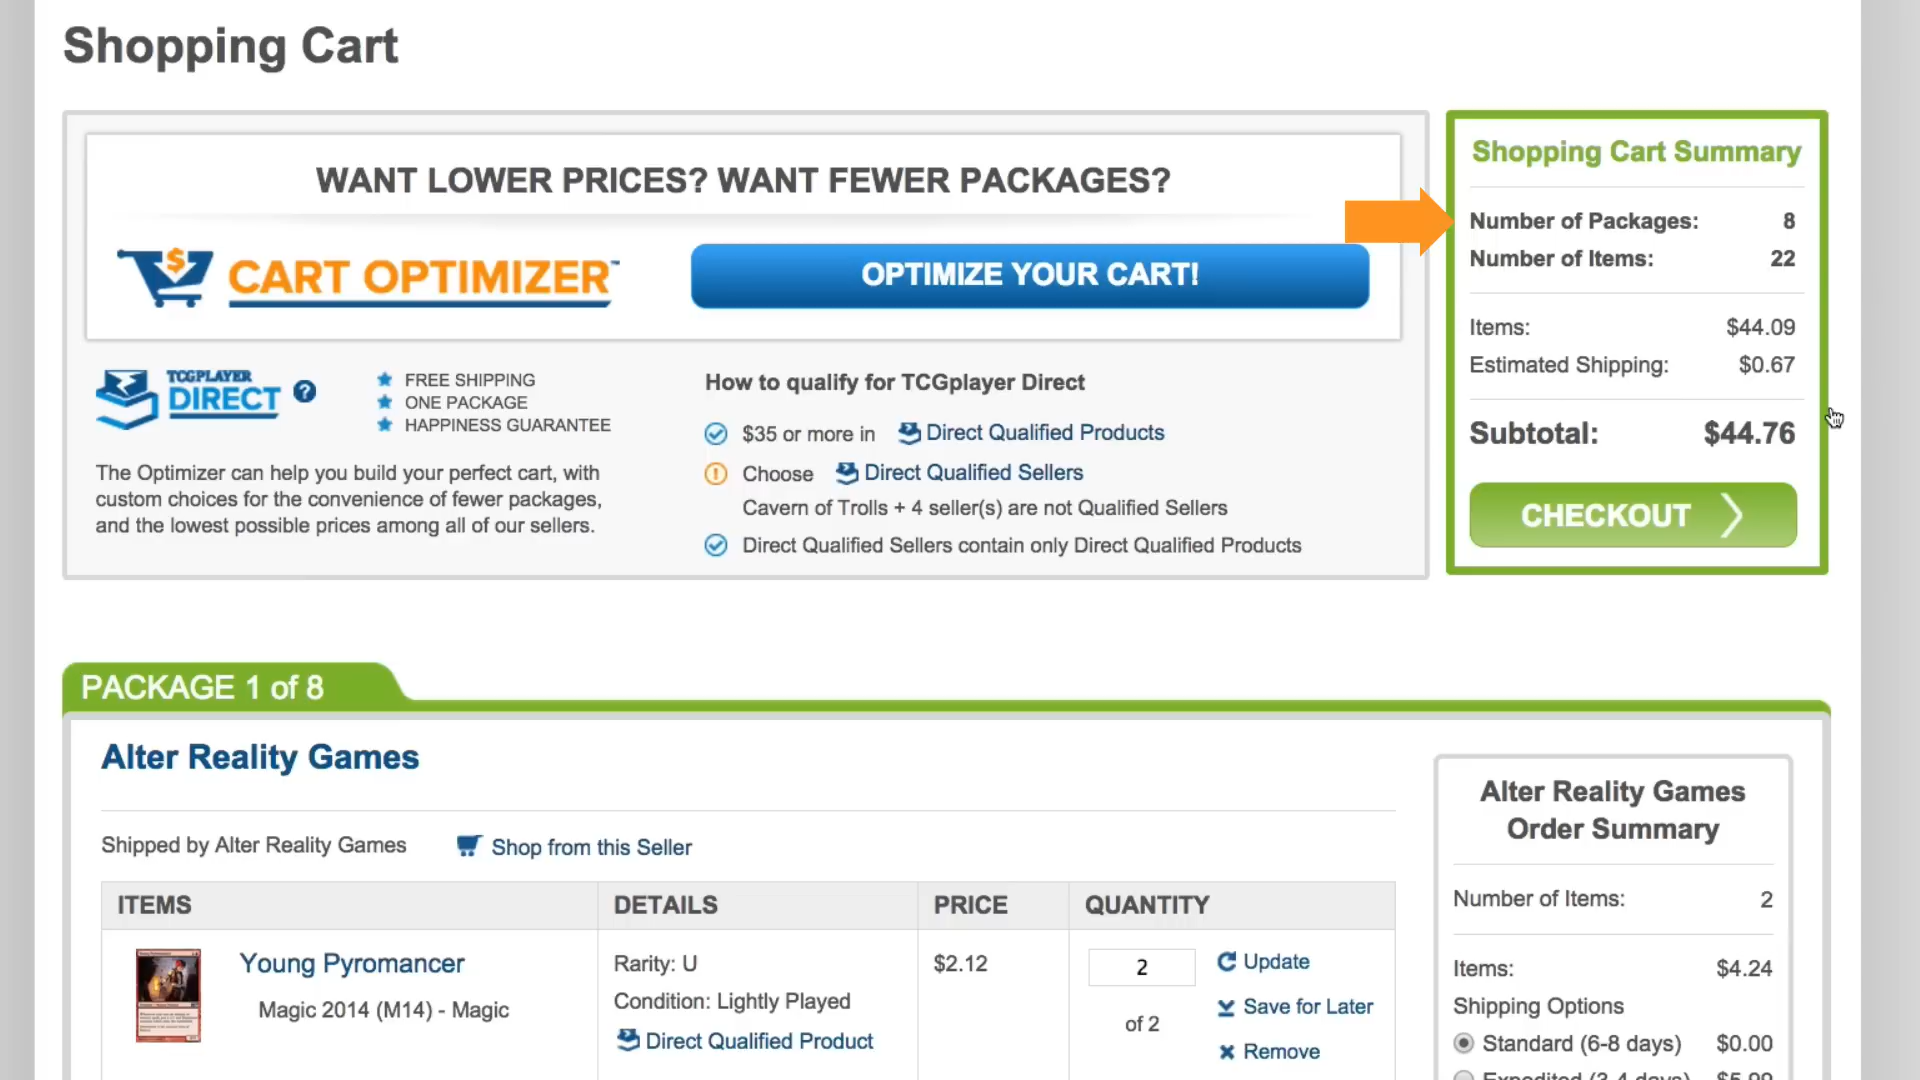 Shopping Cart
WANT LOWER PRICES? WANT FEWER PACKAGES?
$
CART OPTIMIZER™
OPTIMIZE YOUR CART!
TCGPLAYER
DIRECT
?
FREE SHIPPING
ONE PACKAGE
HAPPINESS GUARANTEE
The Optimizer can help you build your perfect cart, with
custom choices for the convenience of fewer packages,
and the lowest possible prices among all of our sellers.
How to qualify for TCGplayer Direct
$35 or more in Direct Qualified Products
Choose Direct Qualified Sellers
Cavern of Trolls + 4 seller(s) are not Qualified Sellers
Direct Qualified Sellers contain only Direct Qualified Products
Shopping Cart Summary
Number of Packages: 8
Number of Items: 22
Items: $44.09
Estimated Shipping: $0.67
Subtotal: $44.76
CHECKOUT
PACKAGE 1 of 8
Alter Reality Games
Shipped by Alter Reality Games Shop from this Seller
ITEMS DETAILS PRICE QUANTITY
Young Pyromancer
Magic 2014 (M14) - Magic
Rarity: U
Condition: Lightly Played
Direct Qualified Product
$2.12
2
of 2
Update
Save for Later
Remove
Alter Reality Games
Order Summary
Number of Items: 2
Items: $4.24
Shipping Options
Standard (6-8 days) $0.00
Expedited (3-4 days) $5.99